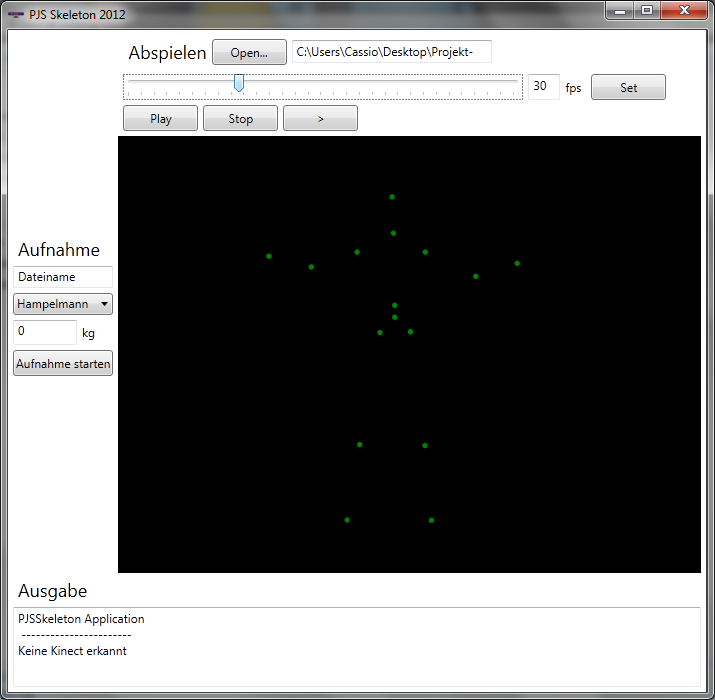 PJS Skeleton 2012
Abspielen Open... C:\Users\Cassio\Desktop\Projekt-
30 fps Set
Play Stop >
Aufnahme
Dateiname
Hampelmann
0 kg
Aufnahme starten
Ausgabe
PJSSkeleton Application
-----------------------
Keine Kinect erkannt